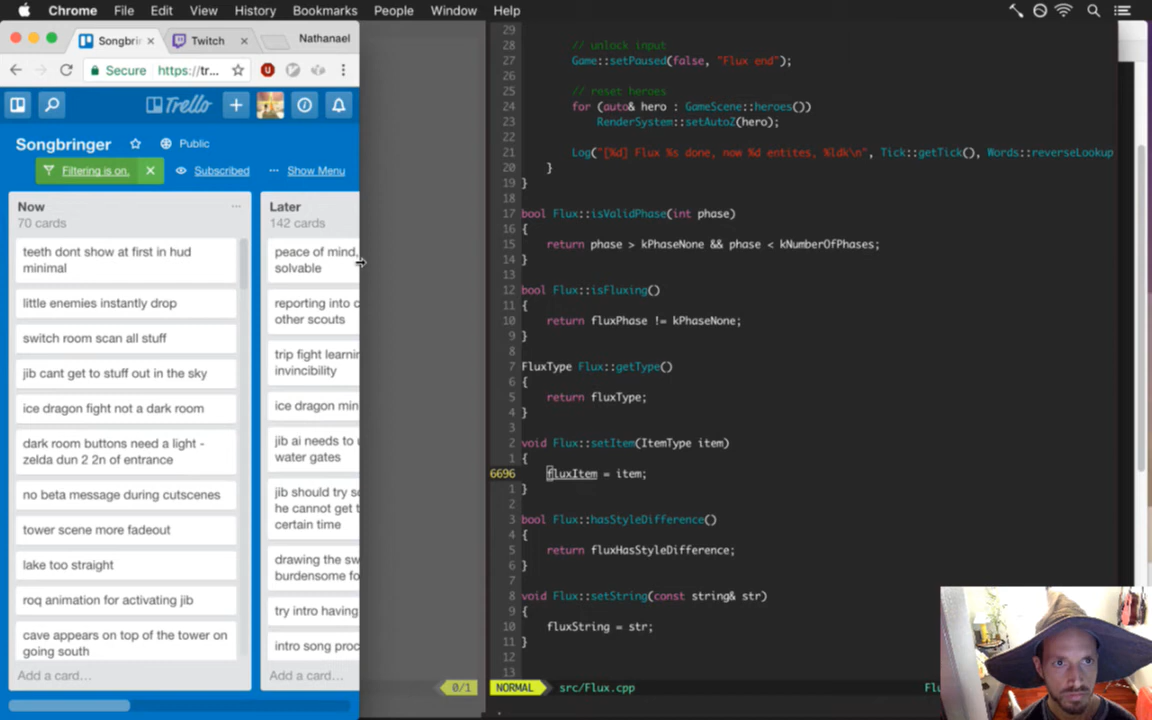 Chrome File Edit View History Bookmarks People Window Help
Songbrin Twitch Nathanael
Secure https://tr...
Trello
Songbringer Public
Filtering is on. Subscribed ... Show Menu
Now
70 cards
teeth dont show at first in hud
minimal
little enemies instantly drop
switch room scan all stuff
jib cant get to stuff out in the sky
ice dragon fight not a dark room
dark room buttons need a light -
zelda dun 2 2n of entrance
no beta message during cutscenes
tower scene more fadeout
lake too straight
roq animation for activating jib
cave appears on top of the tower on
going south
Add a card...
Later
142 cards
peace of mind,
solvable
reporting into
other scouts
trip fight learni
invincibility
ice dragon min
jib ai needs to
water gates
jib should try s
he cannot get
certain time
drawing the sw
burdensome fo
try intro having
intro song proc
Add a card...
29
28 // unlock input
27 Game::setPaused(false, "Flux end");
26
25 // reset heroes
24 for (auto& hero : GameScene::heroes())
23 RenderSystem::setAutoZ(hero);
22
21 Log("[%d] Flux %s done, now %d entites, %ldk\n", Tick::getTick(), Words::reverseLookup
20 }
19 }
18
17 bool Flux::isValidPhase(int phase)
16 {
15 return phase > kPhaseNone && phase < kNumberOfPhases;
14 }
13
12 bool Flux::isFluxing()
11 {
10 return fluxPhase != kPhaseNone;
9 }
8
7 FluxType Flux::getType()
6 {
5 return fluxType;
4 }
3
2 void Flux::setItem(ItemType item)
1 {
6696 fluxItem = item;
1 }
2
3 bool Flux::hasStyleDifference()
4 {
5 return fluxHasStyleDifference;
6 }
7
8 void Flux::setString(const string& str)
9 {
10 fluxString = str;
11 }
12
13
0/1 NORMAL src/Flux.cpp Flu